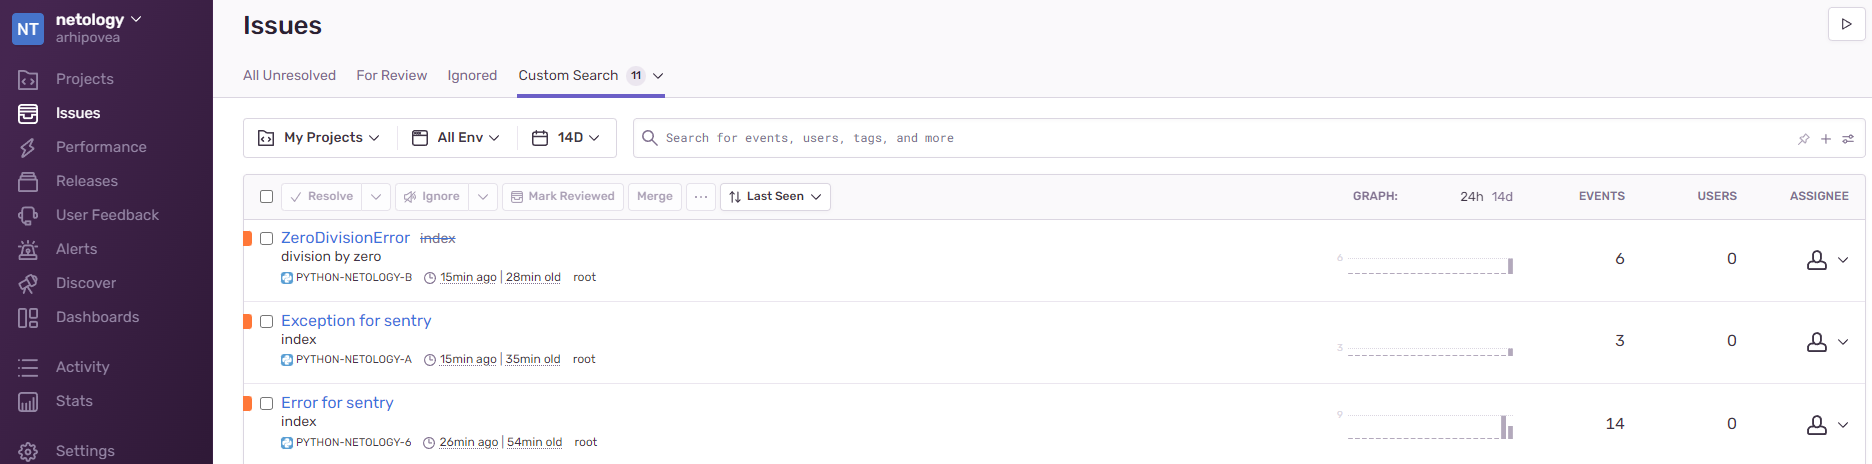 NT netology
arhipovea
Projects
Issues
Performance
Releases
User Feedback
Alerts
Discover
Dashboards
Activity
Stats
Settings
Issues
All Unresolved For Review Ignored Custom Search 11
My Projects All Env 14D Search for events, users, tags, and more
Resolve Ignore Mark Reviewed Merge ... Last Seen GRAPH: 24h 14d EVENTS USERS ASSIGNEE
ZeroDivisionError index
division by zero
PYTHON-NETOLOGY-B 15min ago | 28min old root
6 6 0
Exception for sentry
index
PYTHON-NETOLOGY-A 15min ago | 35min old root
3 3 0
Error for sentry
index
PYTHON-NETOLOGY-6 26min ago | 54min old root
9 14 0